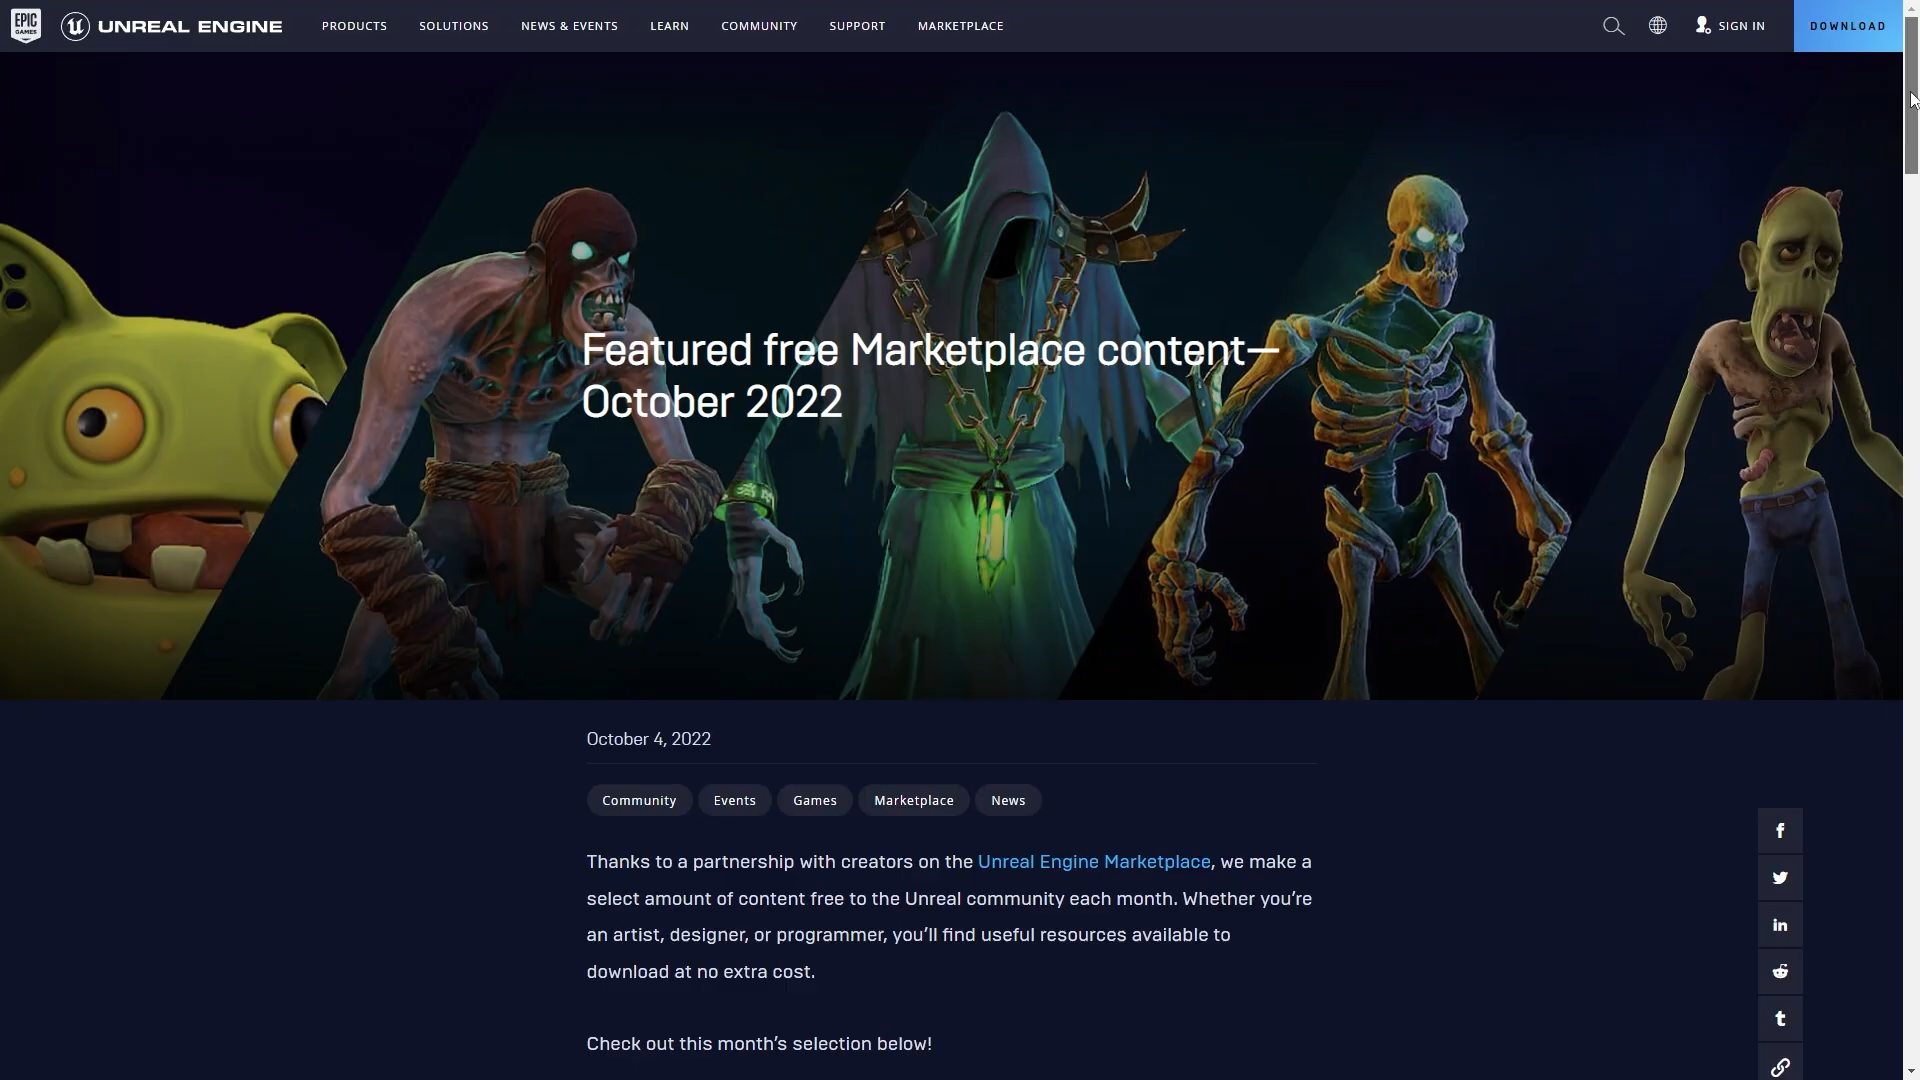 EPIC GAMES
UNREAL ENGINE
PRODUCTS
SOLUTIONS
NEWS & EVENTS
LEARN
COMMUNITY
SUPPORT
MARKETPLACE
SIGN IN
DOWNLOAD
Featured free Marketplace content—
October 2022
October 4, 2022
Community
Events
Games
Marketplace
News
Thanks to a partnership with creators on the Unreal Engine Marketplace, we make a
select amount of content free to the Unreal community each month. Whether you’re
an artist, designer, or programmer, you’ll find useful resources available to
download at no extra cost.
Check out this month’s selection below!